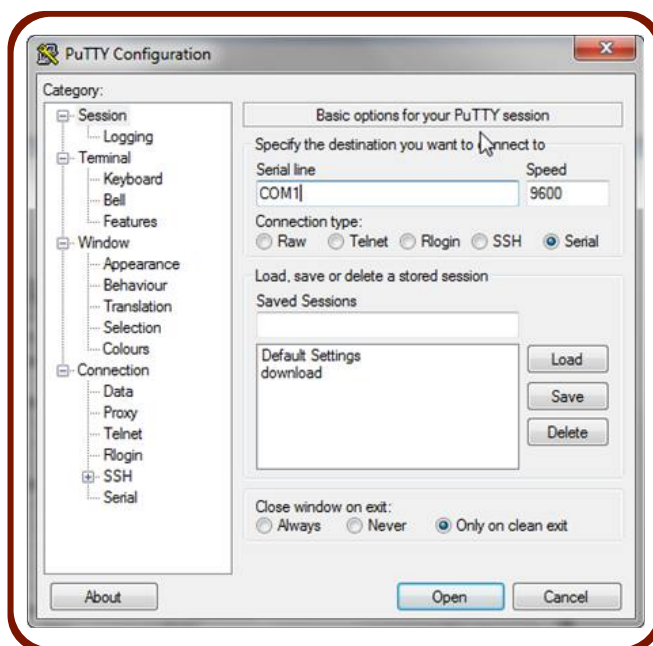 PuTTY Configuration
Category:
Session
Logging
Terminal
Keyboard
Bell
Features
Window
Appearance
Behaviour
Translation
Selection
Colours
Connection
Data
Proxy
Telnet
Rlogin
SSH
Serial
Basic options for your PuTTY session
Specify the destination you want to connect to
Serial line Speed
COM1 9600
Connection type:
Raw Telnet Rlogin SSH Serial
Load, save or delete a stored session
Saved Sessions
Default Settings
download
Load
Save
Delete
Close window on exit:
Always Never Only on clean exit
About Open Cancel